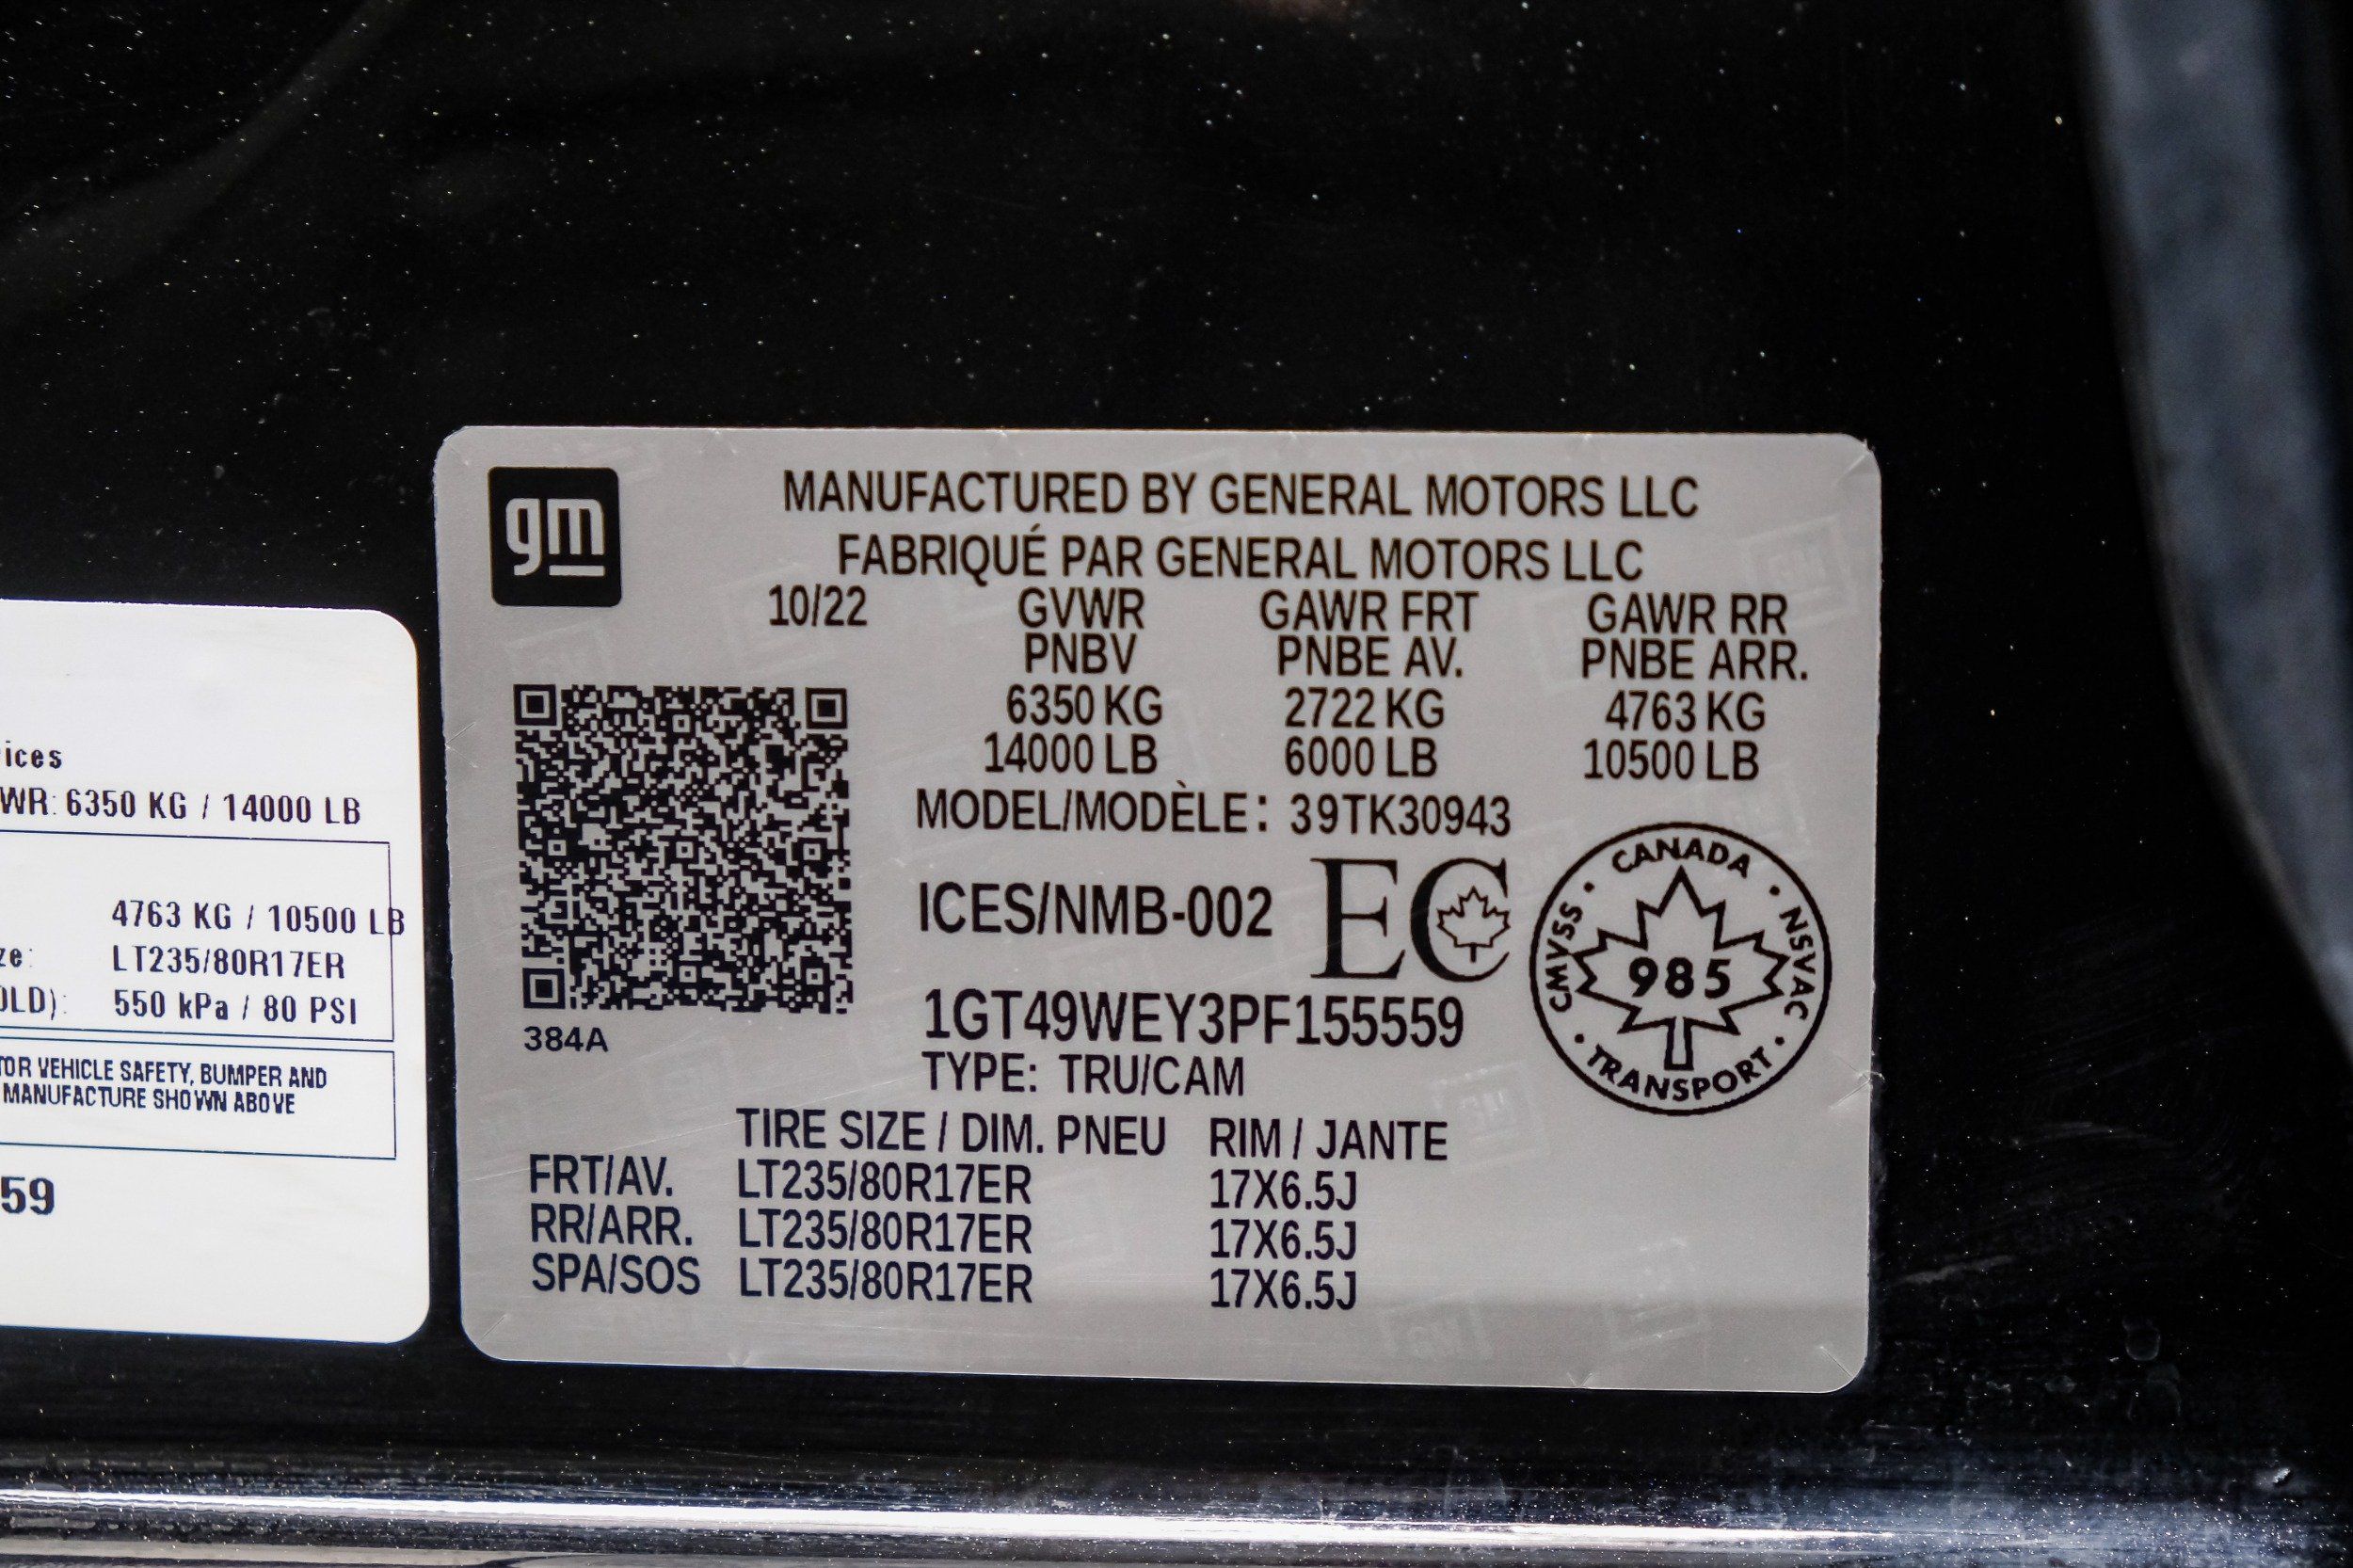 ices
WR: 6350 KG / 14000 LB
4763 KG / 10500 LB
ze: LT235/80R17ER
OLD): 550 kPa / 80 PSI
TOR VEHICLE SAFETY, BUMPER AND
MANUFACTURE SHOWN ABOVE
59
gm
MANUFACTURED BY GENERAL MOTORS LLC
FABRIQUÉ PAR GENERAL MOTORS LLC
10/22 GVWR GAWR FRT GAWR RR
PNBV PNBE AV. PNBE ARR.
6350 KG 2722 KG 4763 KG
14000 LB 6000 LB 10500 LB
MODEL/MODÈLE: 39TK30943
ICES/NMB-002 EC
CANADA · NSVAC · TRANSPORT · CMVSS ·
985
1GT49WEY3PF155559
384A
TYPE: TRU/CAM
TIRE SIZE / DIM. PNEU RIM / JANTE
FRT/AV. LT235/80R17ER 17X6.5J
RR/ARR. LT235/80R17ER 17X6.5J
SPA/SOS LT235/80R17ER 17X6.5J